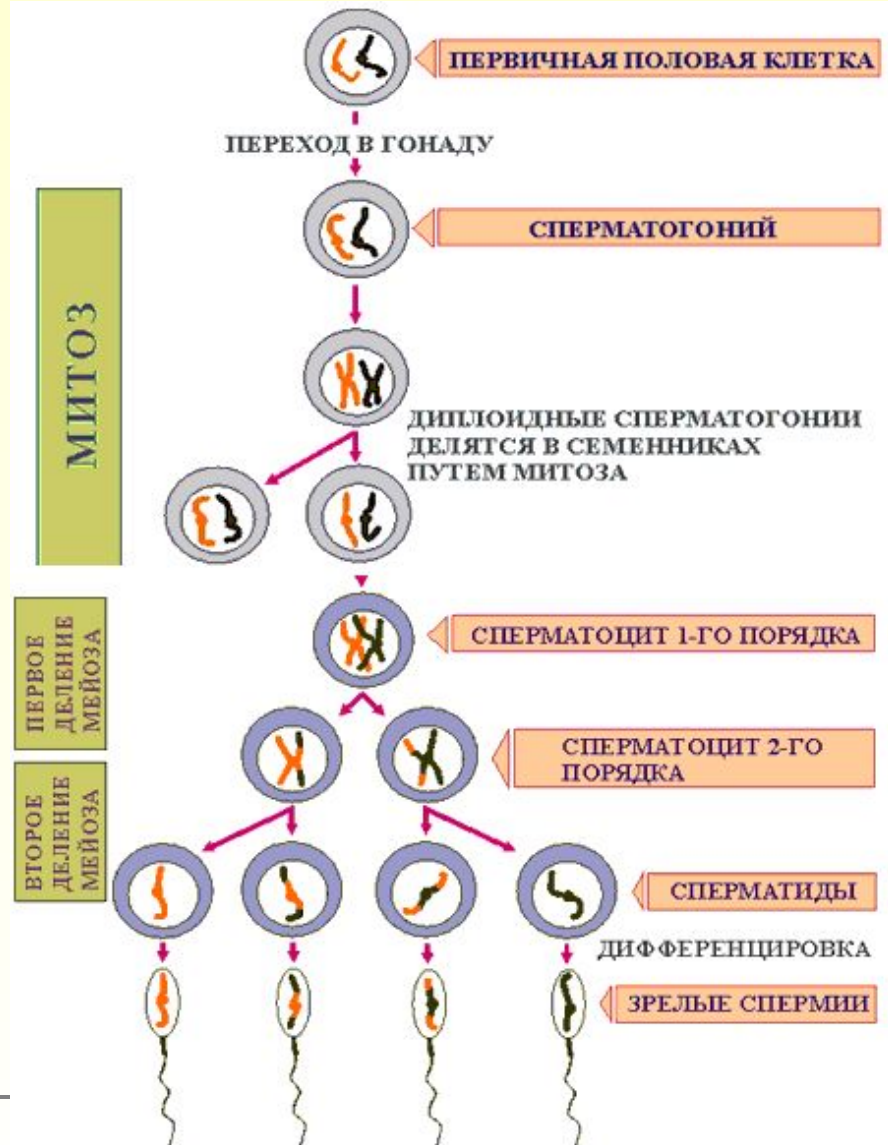 ПЕРВИЧНАЯ ПОЛОВАЯ КЛЕТКА
ПЕРЕХОД В ГОНАДУ
СПЕРМАТОГОНИЙ
МИТОЗ
ДИПЛОИДНЫЕ СПЕРМАТОГОНИИ
ДЕЛЯТСЯ В СЕМЕННИКАХ
ПУТЕМ МИТОЗА
ПЕРВОЕ
ДЕЛЕНИЕ
МЕЙОЗА
СПЕРМАТОЦИТ 1-ГО ПОРЯДКА
СПЕРМАТОЦИТ 2-ГО
ПОРЯДКА
ВТОРОЕ
ДЕЛЕНИЕ
МЕЙОЗА
СПЕРМАТИДЫ
ДИФФЕРЕНЦИРОВКА
ЗРЕЛЫЕ СПЕРМИИ